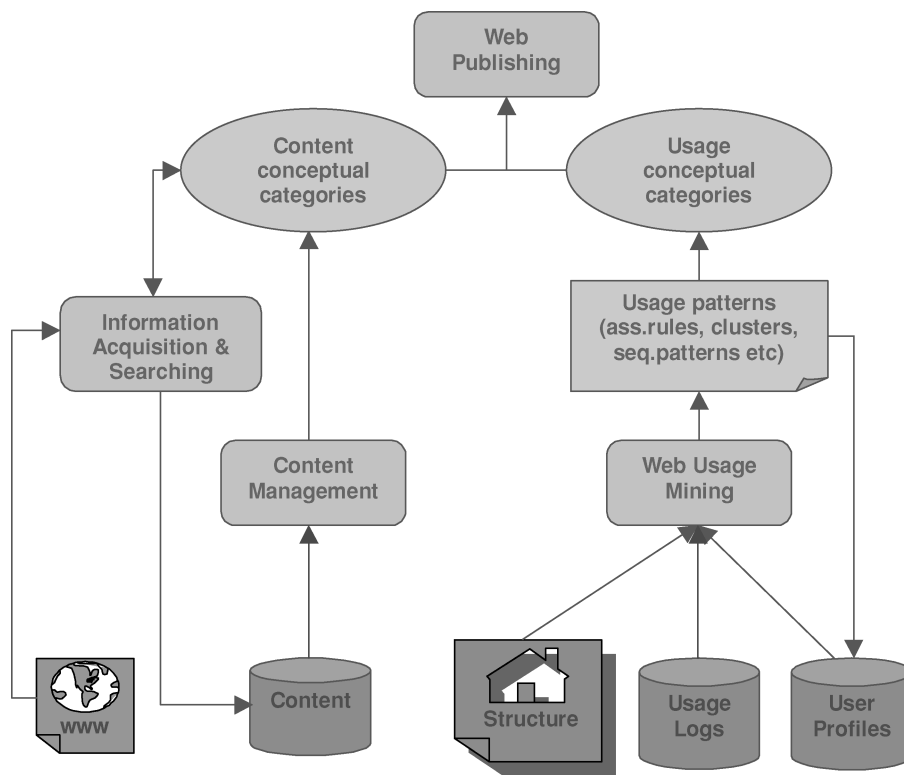 Web
Publishing
Content
conceptual
categories
Usage
conceptual
categories
Information
Acquisition &
Searching
Usage patterns
(ass.rules, clusters,
seq.patterns etc)
Content
Management
Web Usage
Mining
www
Content
Structure
Usage
Logs
User
Profiles